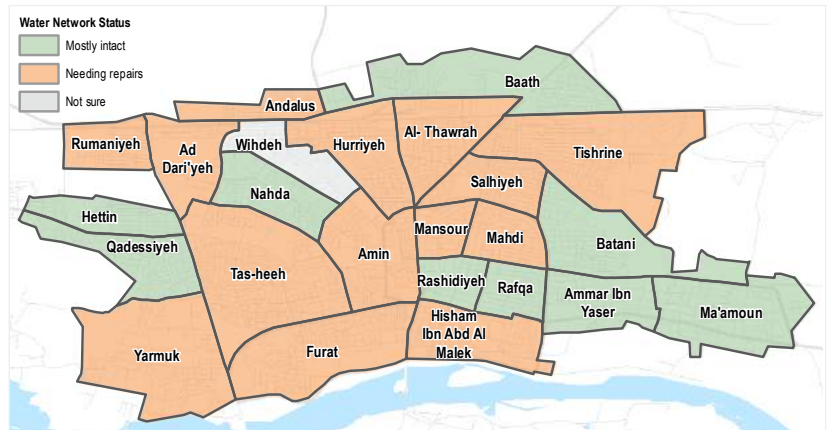 Water Network Status
Mostly intact
Needing repairs
Not sure
Baath
Andalus
Rumaniyeh
Ad
Dari'yeh
Wihdeh
Hurriyeh
Al- Thawrah
Tishrine
Nahda
Salhiyeh
Hettin
Qadessiyeh
Tas-heeh
Amin
Mansour
Mahdi
Batani
Rashidiyeh
Rafqa
Ammar Ibn
Yaser
Ma'amoun
Yarmuk
Furat
Hisham
Ibn Abd Al
Malek